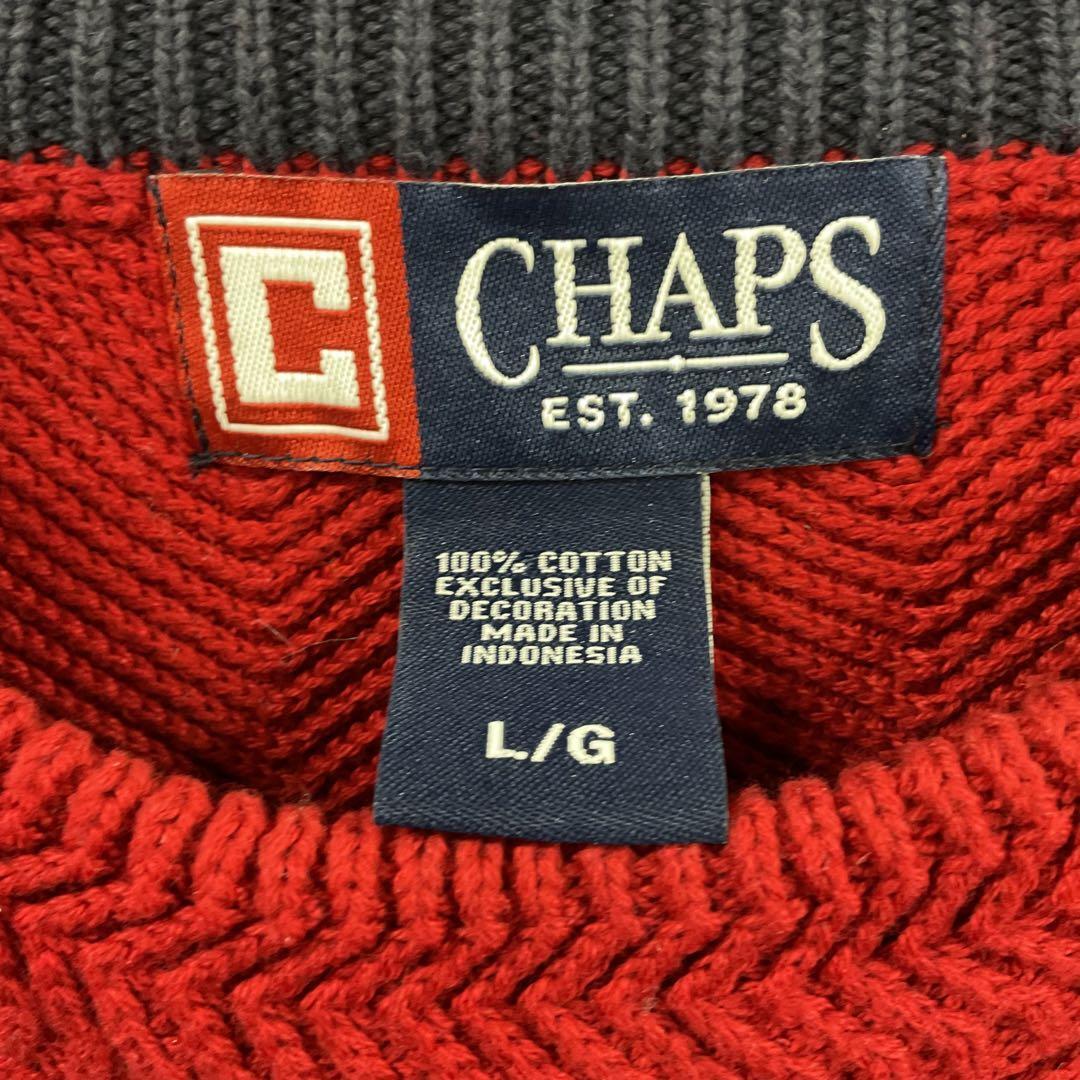 C
CHAPS
EST. 1978
100% COTTON
EXCLUSIVE OF
DECORATION
MADE IN
INDONESIA
L/G